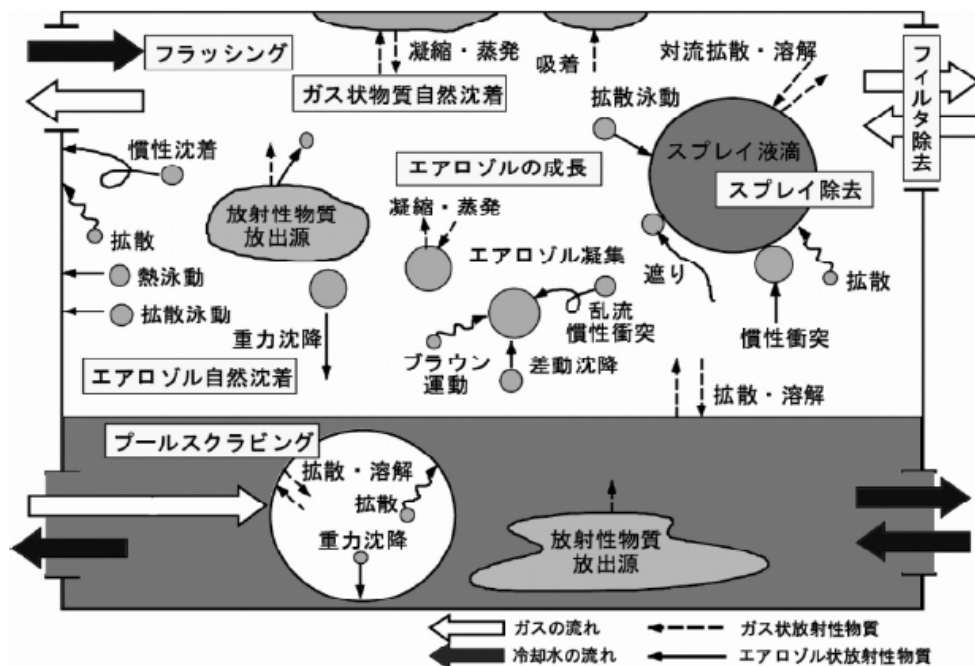 フラッシング
凝縮・蒸発
ガス状物質自然沈着
吸着
対流拡散・溶解
フィルタ除去
拡散泳動
スプレイ液滴
スプレイ除去
慣性沈着
エアロゾルの成長
放射性物質
放出源
凝縮・蒸発
拡散
エアロゾル凝集
遮り
拡散
熱泳動
拡散泳動
重力沈降
乱流
慣性衝突
慣性衝突
ブラウン
運動
差動沈降
エアロゾル自然沈着
拡散・溶解
プールスクラビング
拡散・溶解
拡散
重力沈降
放射性物質
放出源
ガスの流れ
ガス状放射性物質
冷却水の流れ
エアロゾル状放射性物質